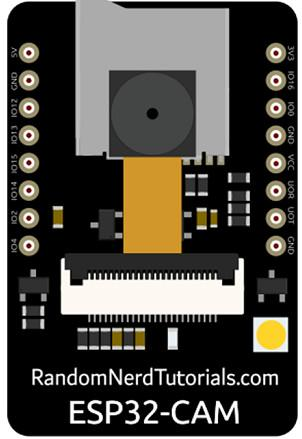 5V
GND
IO12
IO13
IO15
IO14
IO2
IO4
3V3
IO16
IO0
GND
VCC
UOR
UOT
GND
RandomNerdTutorials.com
ESP32-CAM